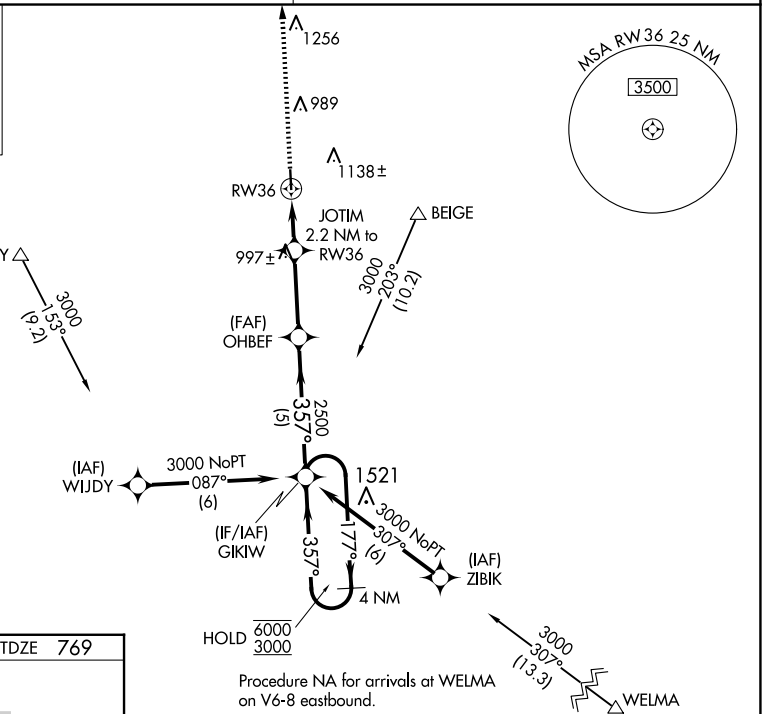 1256
MSA RW36 25 NM
3500
989
1138±
RW36
JOTIM
2.2 NM to
RW36
BEIGE
997±
Y
3000
153°
(9.2)
3000
203°
(10.2)
(FAF)
OHBEF
2500
357°
(5)
(IAF)
WIJDY
3000 NoPT
087°
(6)
1521
3000 NoPT
307°
(6)
(IF/IAF)
GIKIW
357°
177°
(IAF)
ZIBIK
4 NM
HOLD 6000
3000
TDZE 769
3000
307°
(13.3)
Procedure NA for arrivals at WELMA
on V6-8 eastbound.
WELMA